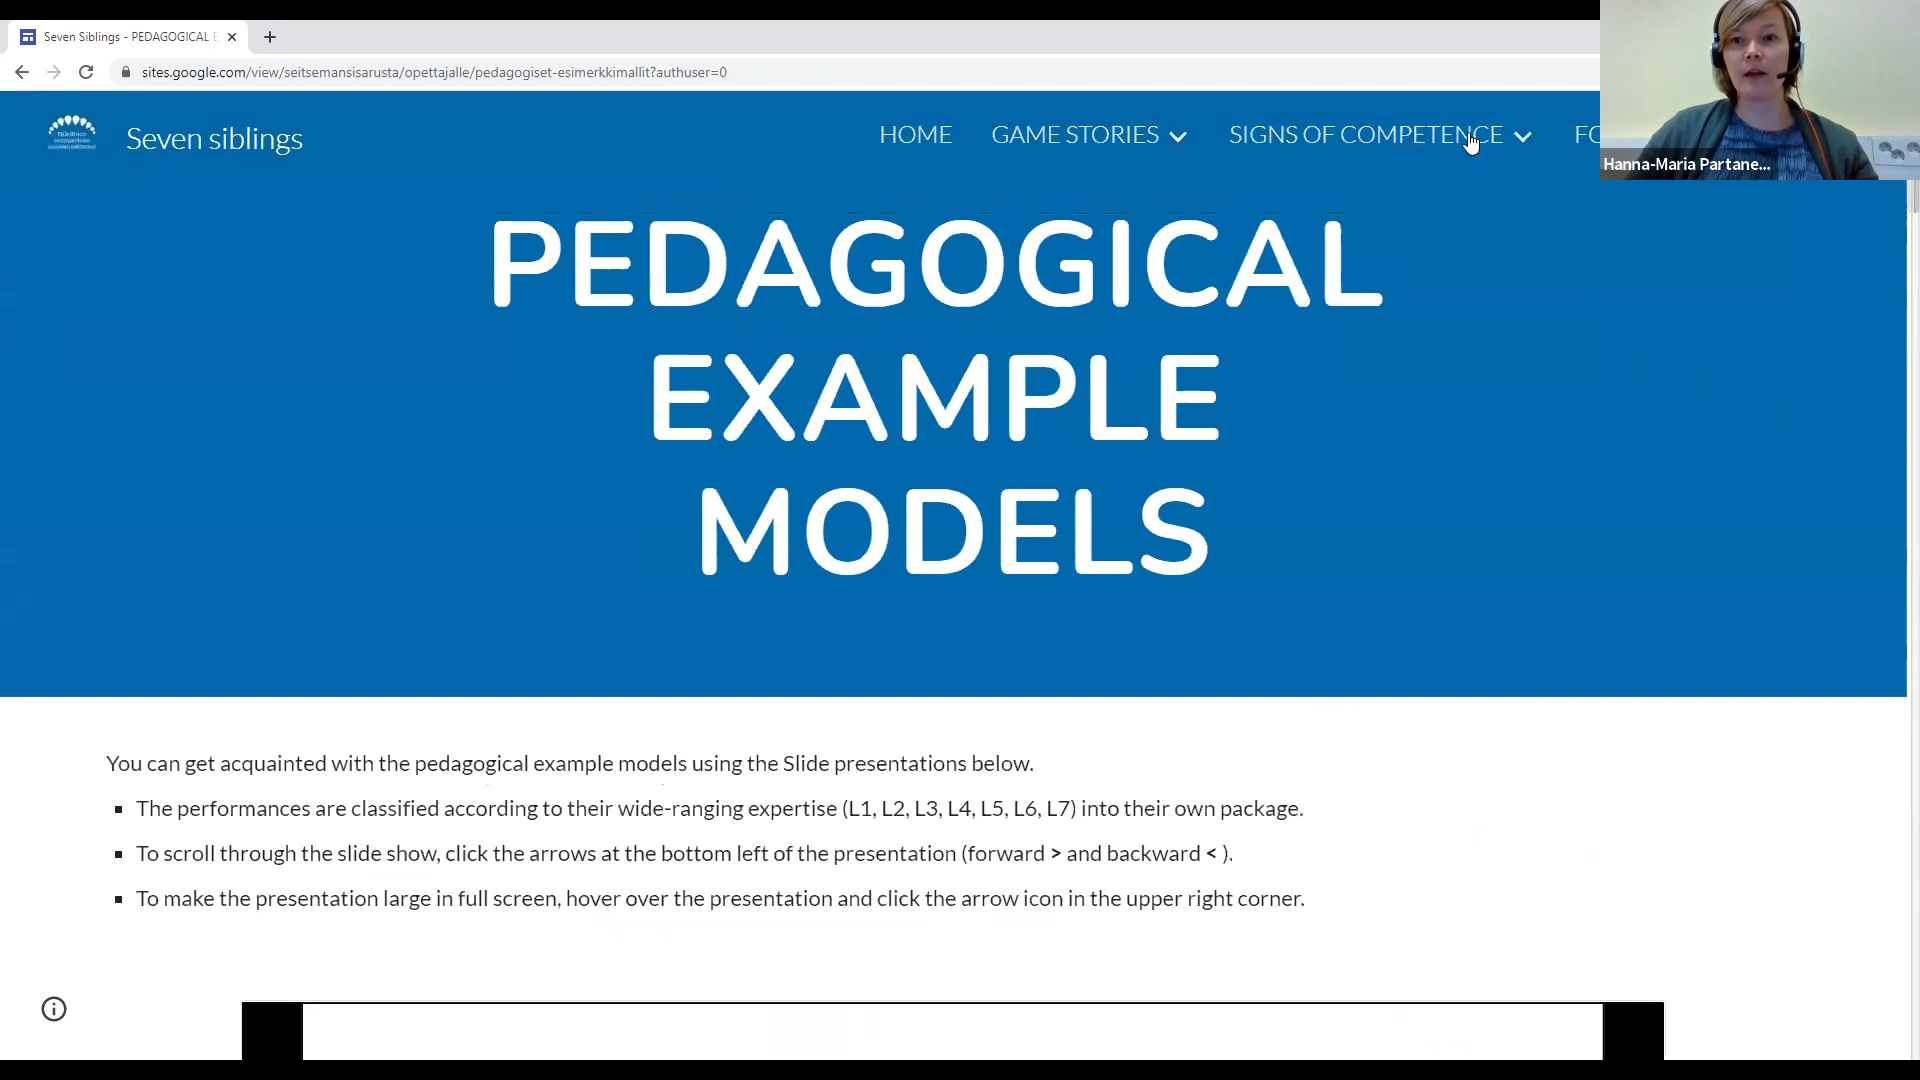 Seven Siblings - PEDAGOGICAL E
sites.google.com/view/seitsemansisarusta/opettajalle/pedagogiset-esimerkkimallit?authuser=0
Seven siblings
HOME
GAME STORIES
SIGNS OF COMPETENCE
FO
Hanna-Maria Partane...
PEDAGOGICAL
EXAMPLE
MODELS
You can get acquainted with the pedagogical example models using the Slide presentations below.
▪ The performances are classified according to their wide-ranging expertise (L1, L2, L3, L4, L5, L6, L7) into their own package.
▪ To scroll through the slide show, click the arrows at the bottom left of the presentation (forward > and backward < ).
▪ To make the presentation large in full screen, hover over the presentation and click the arrow icon in the upper right corner.